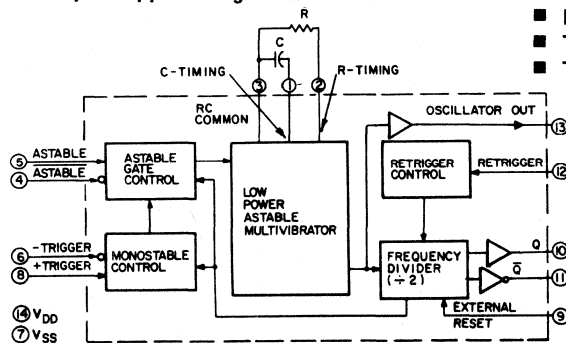 R
C
C-TIMING
R-TIMING
③ ① ②
RC
COMMON
OSCILLATOR OUT
⑬
⑤ ASTABLE
④ ASTABLE
ASTABLE
GATE
CONTROL
LOW
POWER
ASTABLE
MULTIVIBRATOR
RETRIGGER
CONTROL
RETRIGGER
⑫
⑥ -TRIGGER
⑧ +TRIGGER
MONOSTABLE
CONTROL
FREQUENCY
DIVIDER
(÷2)
Q ⑩
Q̅ ⑪
EXTERNAL
RESET
⑨
⑭ VDD
⑦ VSS